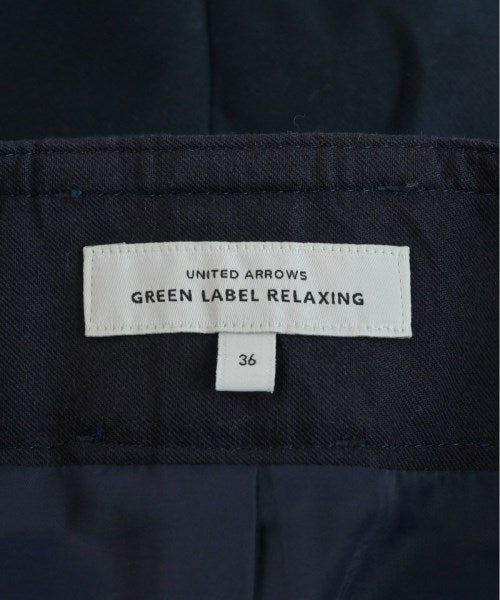 UNITED ARROWS
GREEN LABEL RELAXING
36